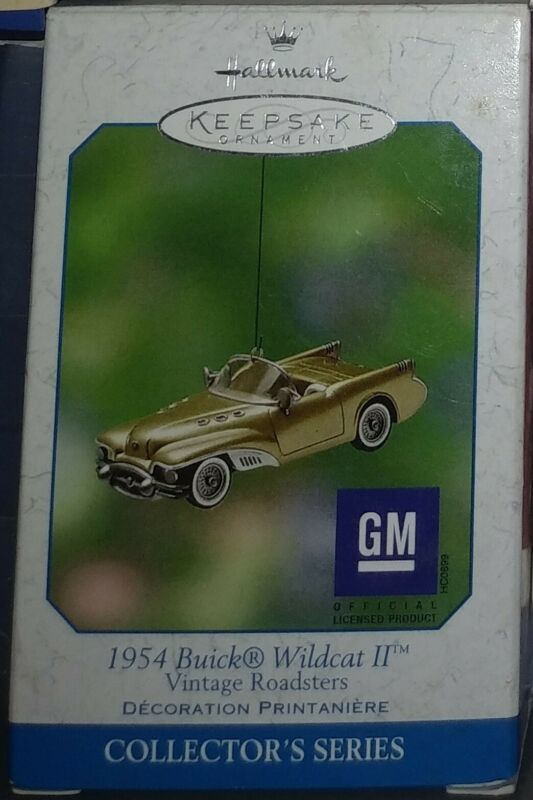 Hallmark
KEEPSAKE
ORNAMENT
GM
OFFICIAL
LICENSED PRODUCT
HC0699
1954 Buick® Wildcat II™
Vintage Roadsters
DÉCORATION PRINTANIÈRE
COLLECTOR'S SERIES